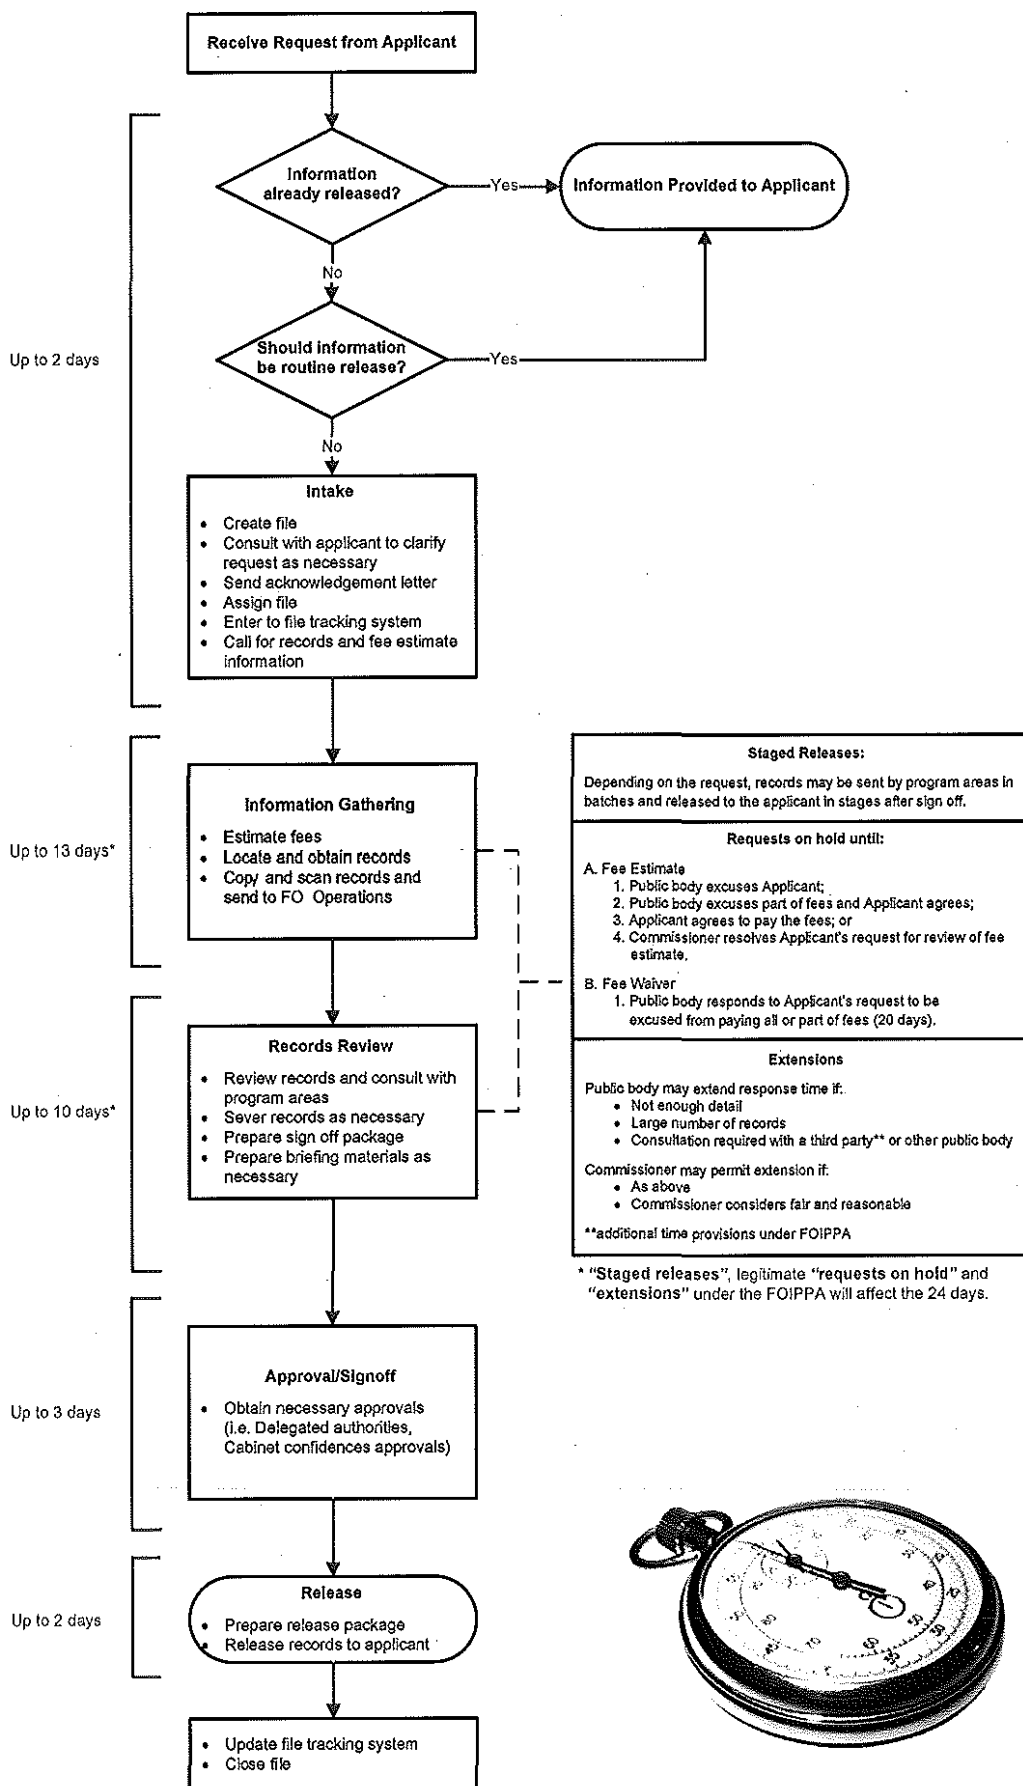 Receive Request from Applicant
Information
already released?
Yes
Information Provided to Applicant
No
Should information
be routine release?
Yes
Up to 2 days
No
Intake
• Create file
• Consult with applicant to clarify
request as necessary
• Send acknowledgement letter
• Assign file
• Enter to file tracking system
• Call for records and fee estimate
information
Up to 13 days*
Information Gathering
• Estimate fees
• Locate and obtain records
• Copy and scan records and
send to FO Operations
Staged Releases:
Depending on the request, records may be sent by program areas in
batches and released to the applicant in stages after sign off.
Requests on hold until:
A. Fee Estimate
1. Public body excuses Applicant;
2. Public body excuses part of fees and Applicant agrees;
3. Applicant agrees to pay the fees; or
4. Commissioner resolves Applicant's request for review of fee
estimate.
B. Fee Waiver
1. Public body responds to Applicant's request to be
excused from paying all or part of fees (20 days).
Extensions
Public body may extend response time if:
• Not enough detail
• Large number of records
• Consultation required with a third party** or other public body
Commissioner may permit extension if:
• As above
• Commissioner considers fair and reasonable
**additional time provisions under FOIPPA
* "Staged releases", legitimate "requests on hold" and
"extensions" under the FOIPPA will affect the 24 days.
Up to 10 days*
Records Review
• Review records and consult with
program areas
• Sever records as necessary
• Prepare sign off package
• Prepare briefing materials as
necessary
Up to 3 days
Approval/Signoff
• Obtain necessary approvals
(i.e. Delegated authorities,
Cabinet confidences approvals)
Up to 2 days
Release
• Prepare release package
• Release records to applicant
• Update file tracking system
• Close file